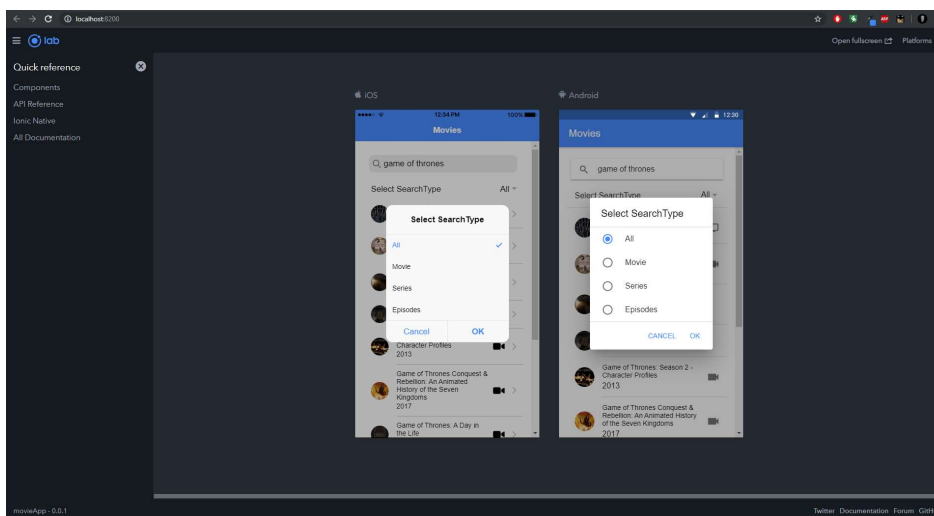 localhost:8200
lab
Open fullscreen
Platforms
Quick reference
Components
API Reference
Ionic Native
All Documentation
iOS
12:34 PM
100%
Movies
game of thrones
Select SearchType
All
Select SearchType
All
Movie
Series
Episodes
Cancel
OK
Character Profiles
2013
Game of Thrones Conquest &
Rebellion: An Animated
History of the Seven
Kingdoms
2017
Game of Thrones: A Day in
the Life
Android
12:30
Movies
game of thrones
Select SearchType
All
Select SearchType
All
Movie
Series
Episodes
CANCEL
OK
Game of Thrones: Season 2 -
Character Profiles
2013
Game of Thrones Conquest &
Rebellion: An Animated History
of the Seven Kingdoms
2017
movieApp - 0.0.1
Twitter Documentation Forum GitH